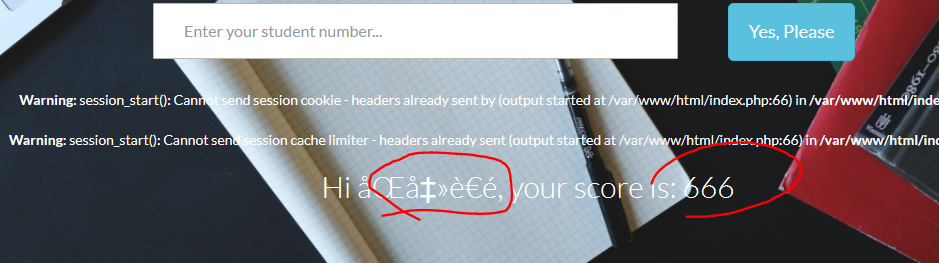 Enter your student number...
Yes, Please
Warning: session_start(): Cannot send session cookie - headers already sent by (output started at /var/www/html/index.php:66) in /var/www/html/index
Warning: session_start(): Cannot send session cache limiter - headers already sent (output started at /var/www/html/index.php:66) in /var/www/html/in
Hi åŒå‡»è€é, your score is: 666